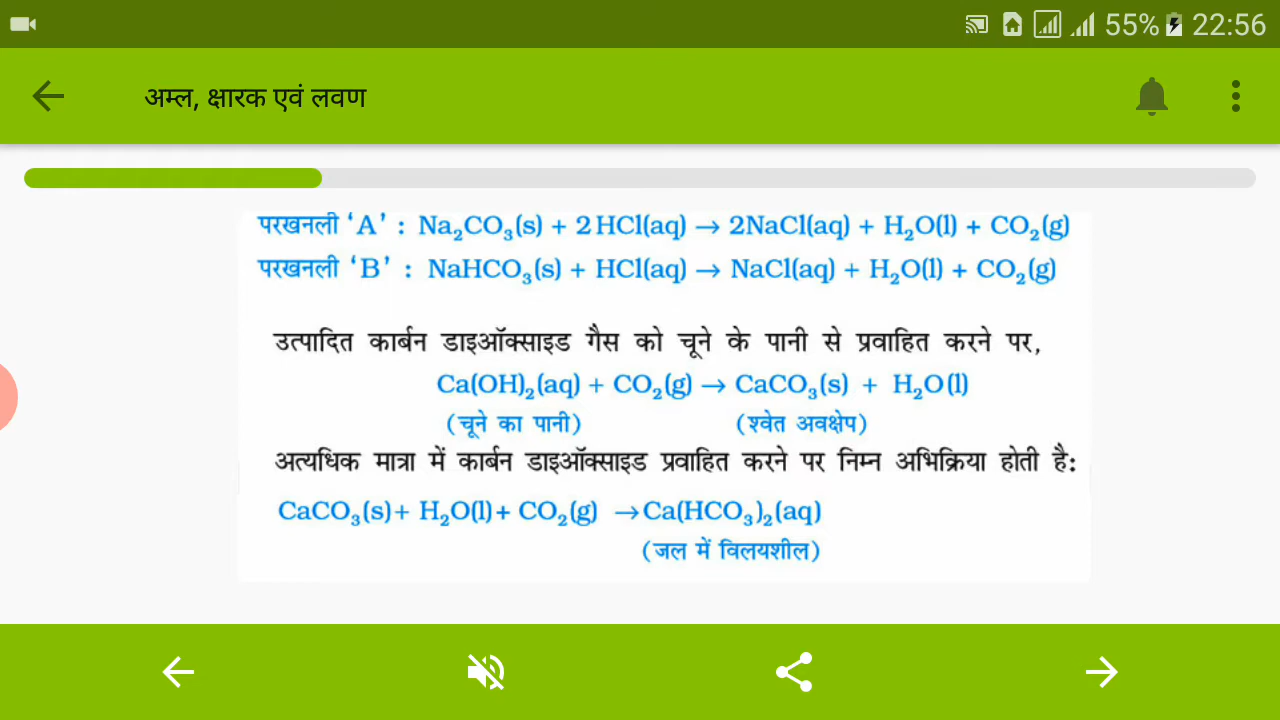 55% 22:56
अम्ल, क्षारक एवं लवण
परखनली ‘A’ : Na₂CO₃(s) + 2 HCl(aq) → 2NaCl(aq) + H₂O(l) + CO₂(g)
परखनली ‘B’ : NaHCO₃(s) + HCl(aq) → NaCl(aq) + H₂O(l) + CO₂(g)
उत्पादित कार्बन डाइऑक्साइड गैस को चूने के पानी से प्रवाहित करने पर,
Ca(OH)₂(aq) + CO₂(g) → CaCO₃(s) + H₂O(l)
(चूने का पानी) (श्वेत अवक्षेप)
अत्यधिक मात्रा में कार्बन डाइऑक्साइड प्रवाहित करने पर निम्न अभिक्रिया होती है:
CaCO₃(s)+ H₂O(l)+ CO₂(g) →Ca(HCO₃)₂(aq)
(जल में विलयशील)